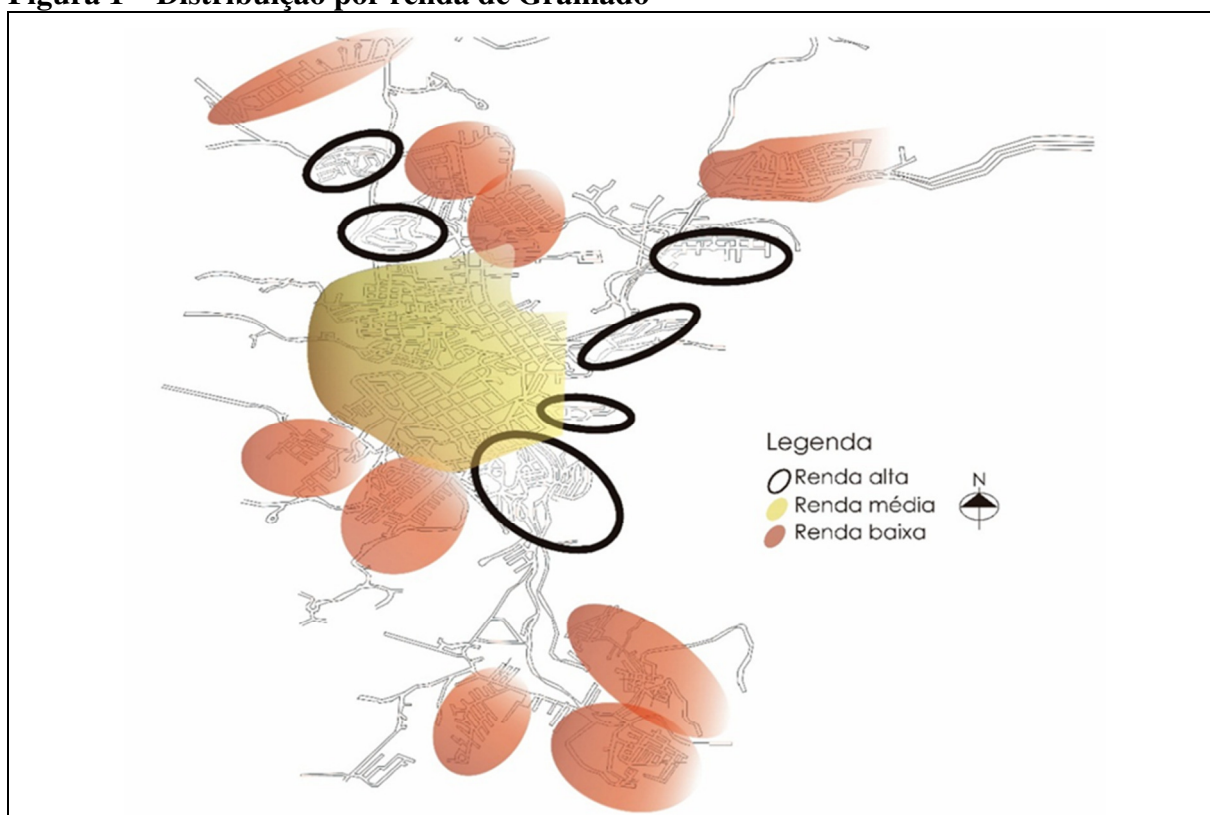 Figura 1 – Distribuição por renda de Gramado
Legenda
Renda alta
Renda média
Renda baixa
N